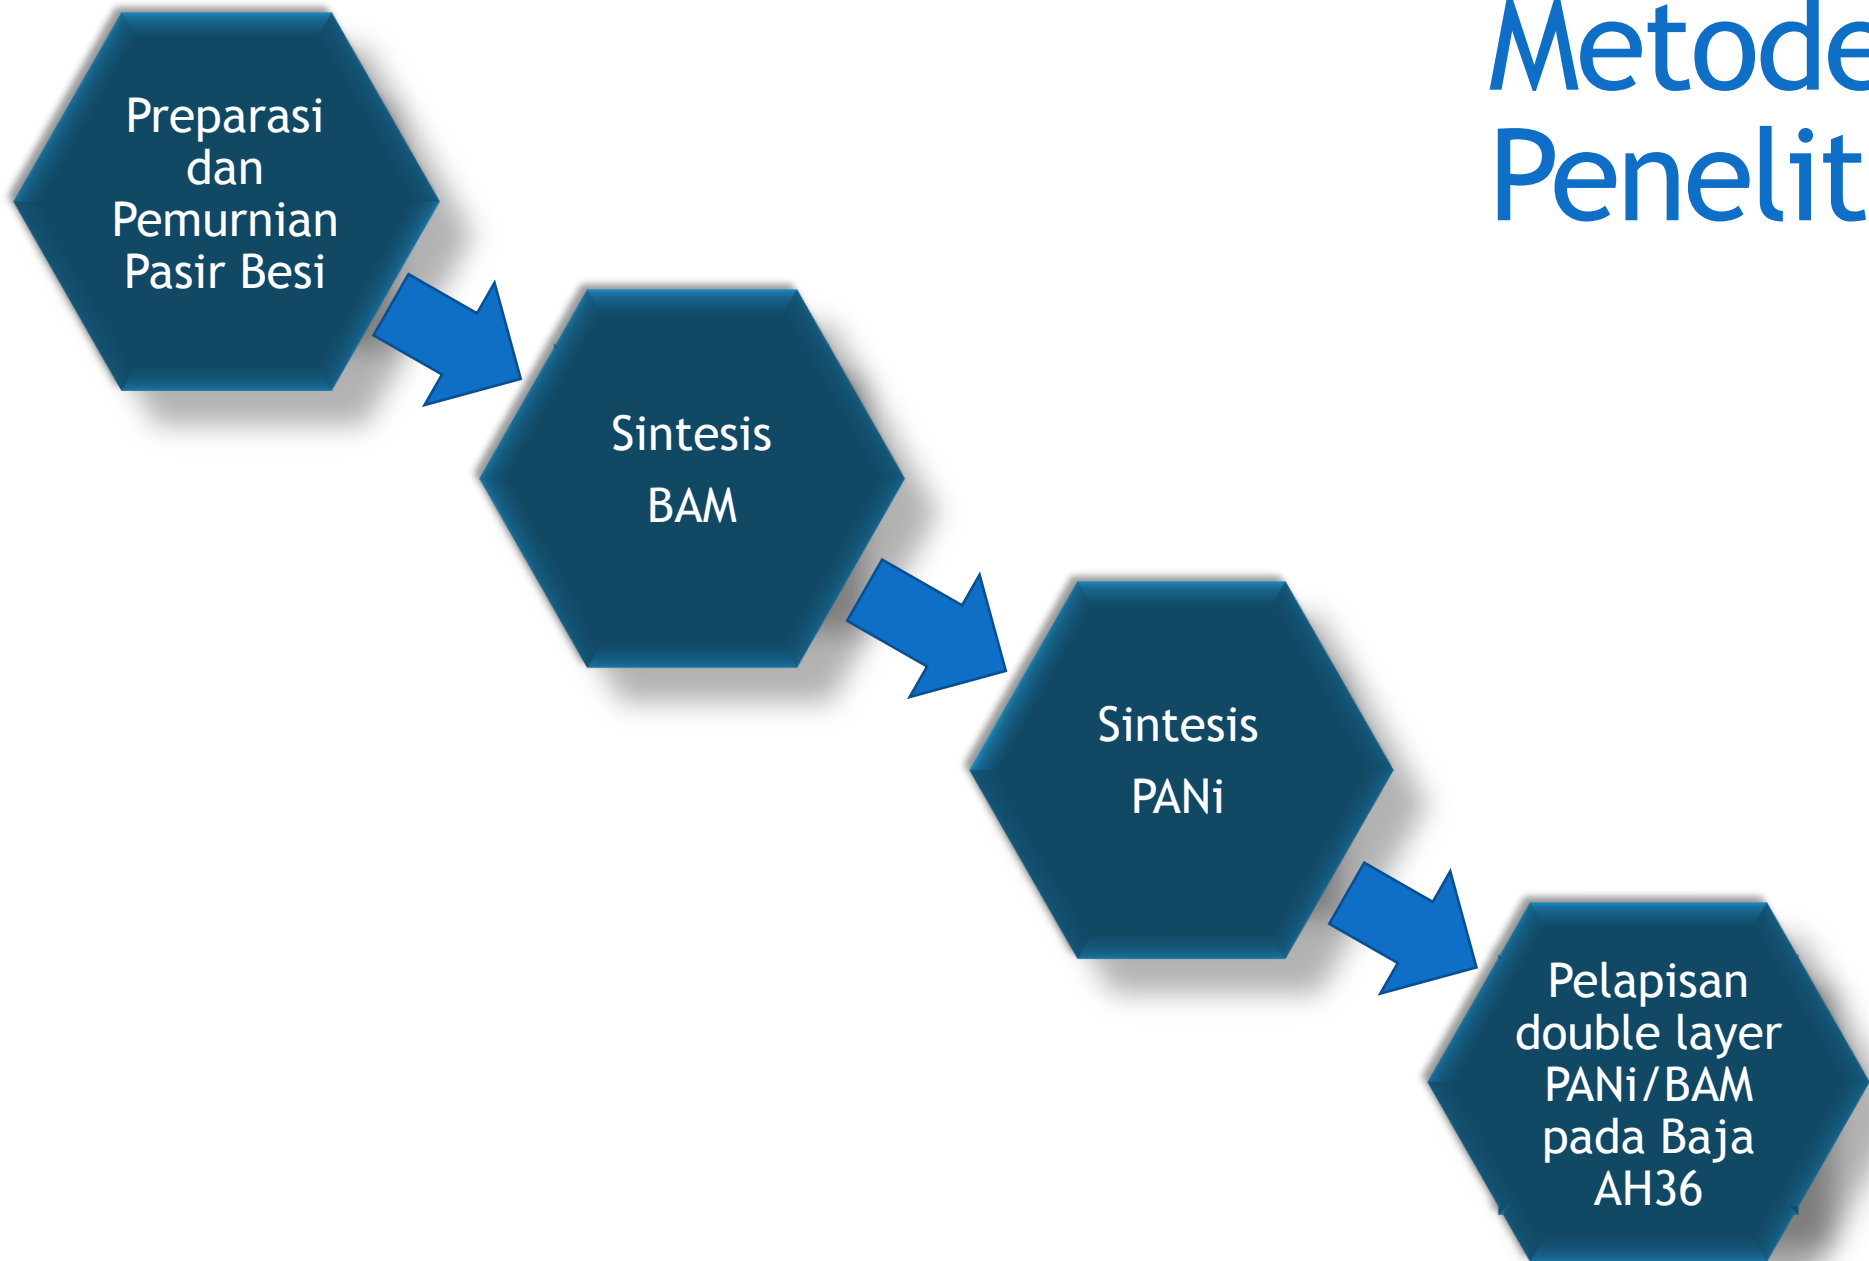 Metode
Penelit
Preparasi
dan
Pemurnian
Pasir Besi
Sintesis
BAM
Sintesis
PANi
Pelapisan
double layer
PANi/BAM
pada Baja
AH36